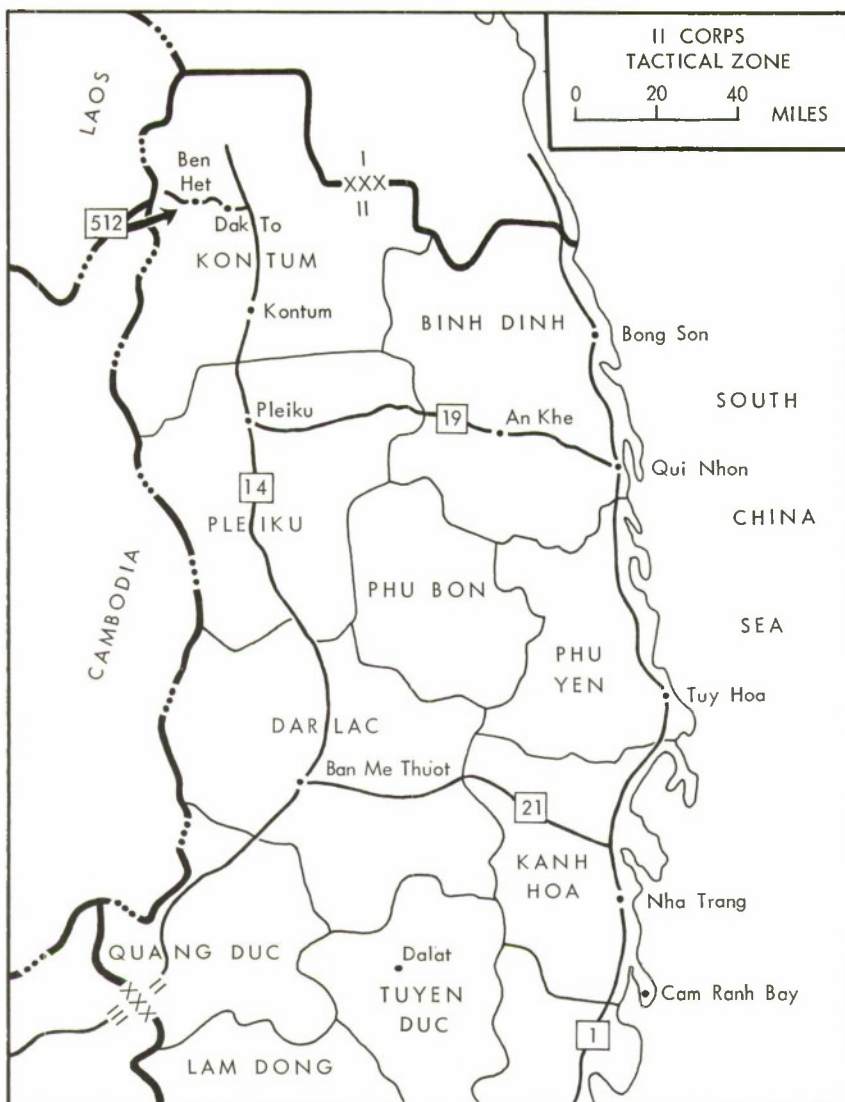 II CORPS
TACTICAL ZONE
0 20 40 MILES
LAOS
Ben
Het
I
XXX
II
512
Dak To
KONTUM
Kontum
BINH DINH
Bong Son
SOUTH
Pleiku
19
An Khe
Qui Nhon
14
CHINA
PLEIKU
CAMBODIA
PHU BON
SEA
PHU
YEN
Tuy Hoa
DAR LAC
Ban Me Thuot
21
KANH
HOA
Nha Trang
QUANG DUC
Dalat
TUYEN
DUC
Cam Ranh Bay
XXX
1
LAM DONG